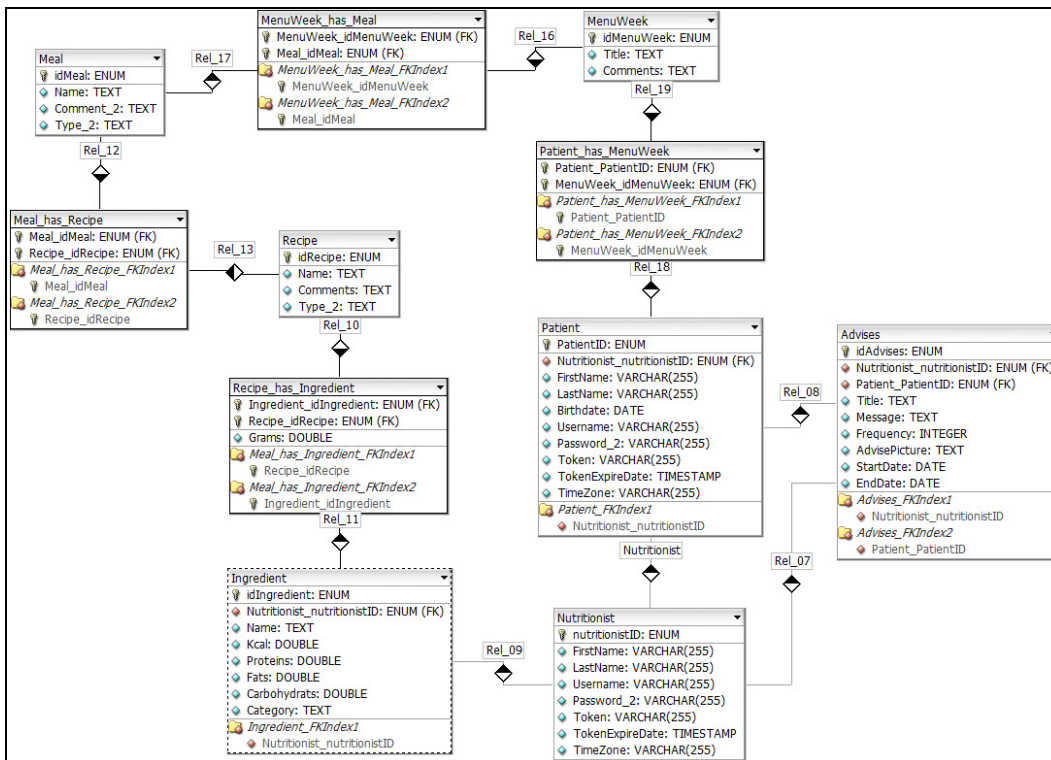 MenuWeek_has_Meal
MenuWeek_idMenuWeek: ENUM (FK)
Meal_idMeal: ENUM (FK)
MenuWeek_has_Meal_FKIndex1
MenuWeek_idMenuWeek
MenuWeek_has_Meal_FKIndex2
Meal_idMeal
Rel_16
MenuWeek
idMenuWeek: ENUM
Title: TEXT
Comments: TEXT
Rel_17
Meal
idMeal: ENUM
Name: TEXT
Comment_2: TEXT
Type_2: TEXT
Rel_19
Rel_12
Patient_has_MenuWeek
Patient_PatientID: ENUM (FK)
MenuWeek_idMenuWeek: ENUM (FK)
Patient_has_MenuWeek_FKIndex1
Patient_PatientID
Patient_has_MenuWeek_FKIndex2
MenuWeek_idMenuWeek
Meal_has_Recipe
Meal_idMeal: ENUM (FK)
Recipe_idRecipe: ENUM (FK)
Meal_has_Recipe_FKIndex1
Meal_idMeal
Meal_has_Recipe_FKIndex2
Recipe_idRecipe
Rel_13
Recipe
idRecipe: ENUM
Name: TEXT
Comments: TEXT
Type_2: TEXT
Rel_18
Rel_10
Patient
PatientID: ENUM
Nutritionist_nutritionistID: ENUM (FK)
FirstName: VARCHAR(255)
LastName: VARCHAR(255)
Birthdate: DATE
Username: VARCHAR(255)
Password_2: VARCHAR(255)
Token: VARCHAR(255)
TokenExpireDate: TIMESTAMP
TimeZone: VARCHAR(255)
Patient_FKIndex1
Nutritionist_nutritionistID
Rel_08
Advises
idAdvises: ENUM
Nutritionist_nutritionistID: ENUM (FK)
Patient_PatientID: ENUM (FK)
Title: TEXT
Message: TEXT
Frequency: INTEGER
AdvisePicture: TEXT
StartDate: DATE
EndDate: DATE
Advises_FKIndex1
Nutritionist_nutritionistID
Advises_FKIndex2
Patient_PatientID
Recipe_has_Ingredient
Ingredient_idIngredient: ENUM (FK)
Recipe_idRecipe: ENUM (FK)
Grams: DOUBLE
Meal_has_Ingredient_FKIndex1
Recipe_idRecipe
Meal_has_Ingredient_FKIndex2
Ingredient_idIngredient
Rel_11
Nutritionist
Rel_07
Ingredient
idIngredient: ENUM
Nutritionist_nutritionistID: ENUM (FK)
Name: TEXT
Kcal: DOUBLE
Proteins: DOUBLE
Fats: DOUBLE
Carbohydrats: DOUBLE
Category: TEXT
Ingredient_FKIndex1
Nutritionist_nutritionistID
Rel_09
Nutritionist
nutritionistID: ENUM
FirstName: VARCHAR(255)
LastName: VARCHAR(255)
Username: VARCHAR(255)
Password_2: VARCHAR(255)
Token: VARCHAR(255)
TokenExpireDate: TIMESTAMP
TimeZone: VARCHAR(255)